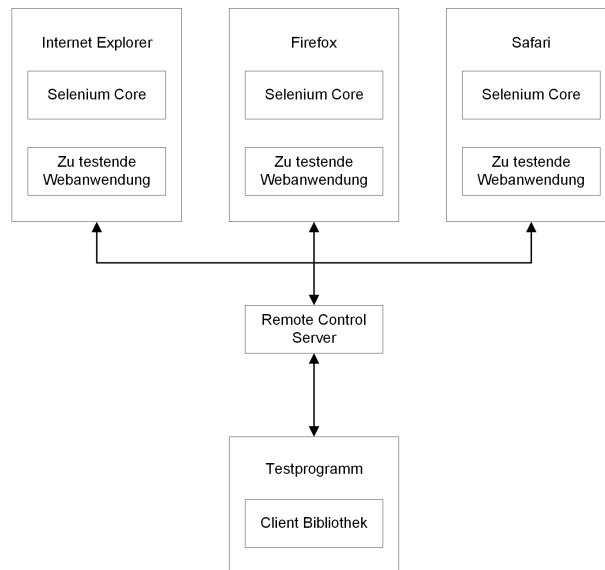 Internet Explorer
Selenium Core
Zu testende
Webanwendung
Firefox
Selenium Core
Zu testende
Webanwendung
Safari
Selenium Core
Zu testende
Webanwendung
Remote Control
Server
Testprogramm
Client Bibliothek